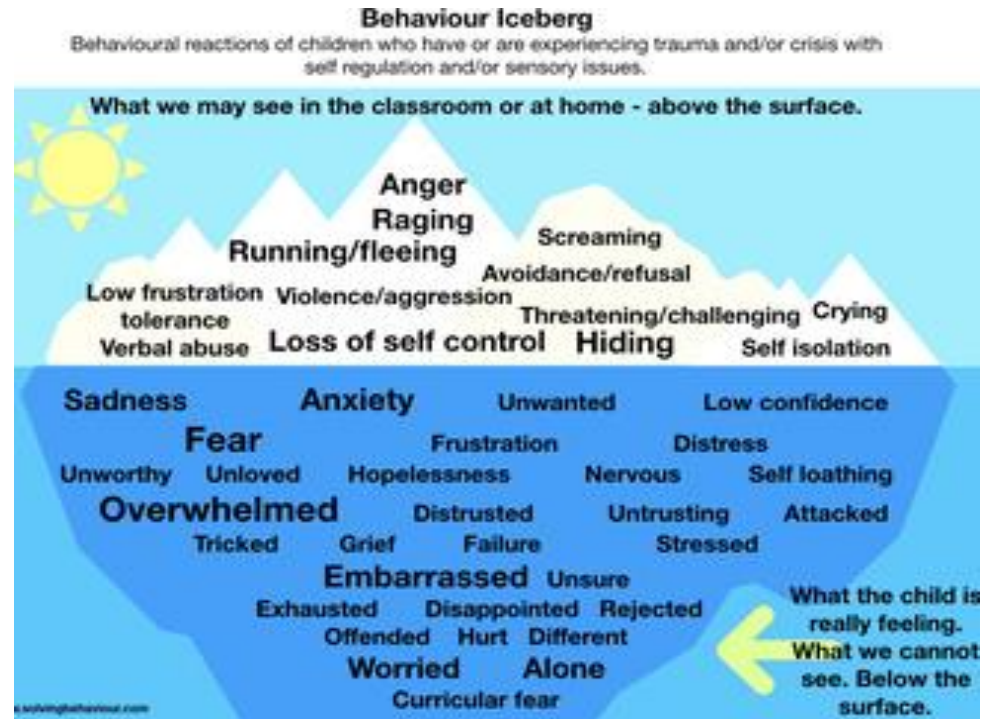 Behaviour Iceberg
Behavioural reactions of children who have or are experiencing trauma and/or crisis with
self regulation and/or sensory issues.
What we may see in the classroom or at home - above the surface.
Anger
Raging
Running/fleeing
Screaming
Avoidance/refusal
Low frustration
tolerance
Violence/aggression
Threatening/challenging
Crying
Verbal abuse
Loss of self control
Hiding
Self isolation
Sadness Anxiety Unwanted Low confidence
Fear Frustration Distress
Unworthy Unloved Hopelessness Nervous Self loathing
Overwhelmed Distrusted Untrusting Attacked
Tricked Grief Failure Stressed
Embarrassed Unsure
Exhausted Disappointed Rejected
Offended Hurt Different
Worried Alone
Curricular fear
What the child is
really feeling.
What we cannot
see. Below the
surface.
.solvingbehaviour.com